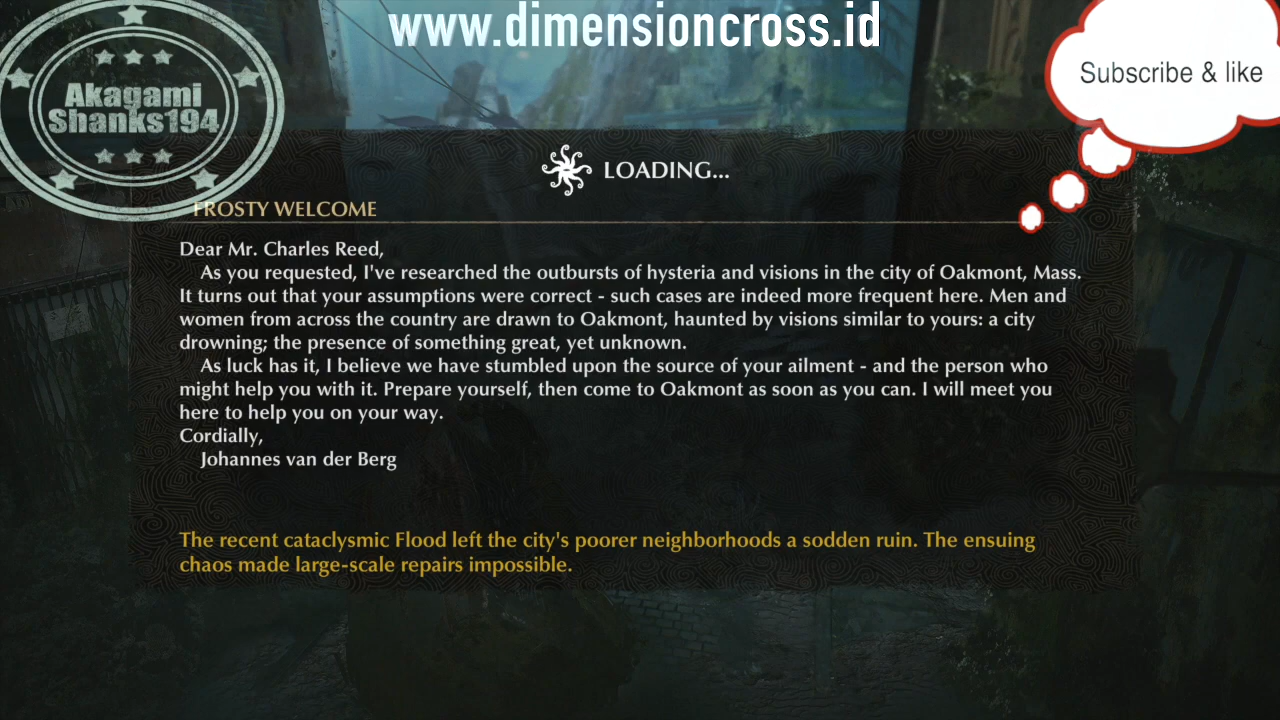 www.dimensioncross.id
Akagami
Shanks194
Subscribe & like
LOADING...
FROSTY WELCOME
Dear Mr. Charles Reed,
As you requested, I've researched the outbursts of hysteria and visions in the city of Oakmont, Mass.
It turns out that your assumptions were correct - such cases are indeed more frequent here. Men and
women from across the country are drawn to Oakmont, haunted by visions similar to yours: a city
drowning; the presence of something great, yet unknown.
As luck has it, I believe we have stumbled upon the source of your ailment - and the person who
might help you with it. Prepare yourself, then come to Oakmont as soon as you can. I will meet you
here to help you on your way.
Cordially,
Johannes van der Berg
The recent cataclysmic Flood left the city's poorer neighborhoods a sodden ruin. The ensuing
chaos made large-scale repairs impossible.